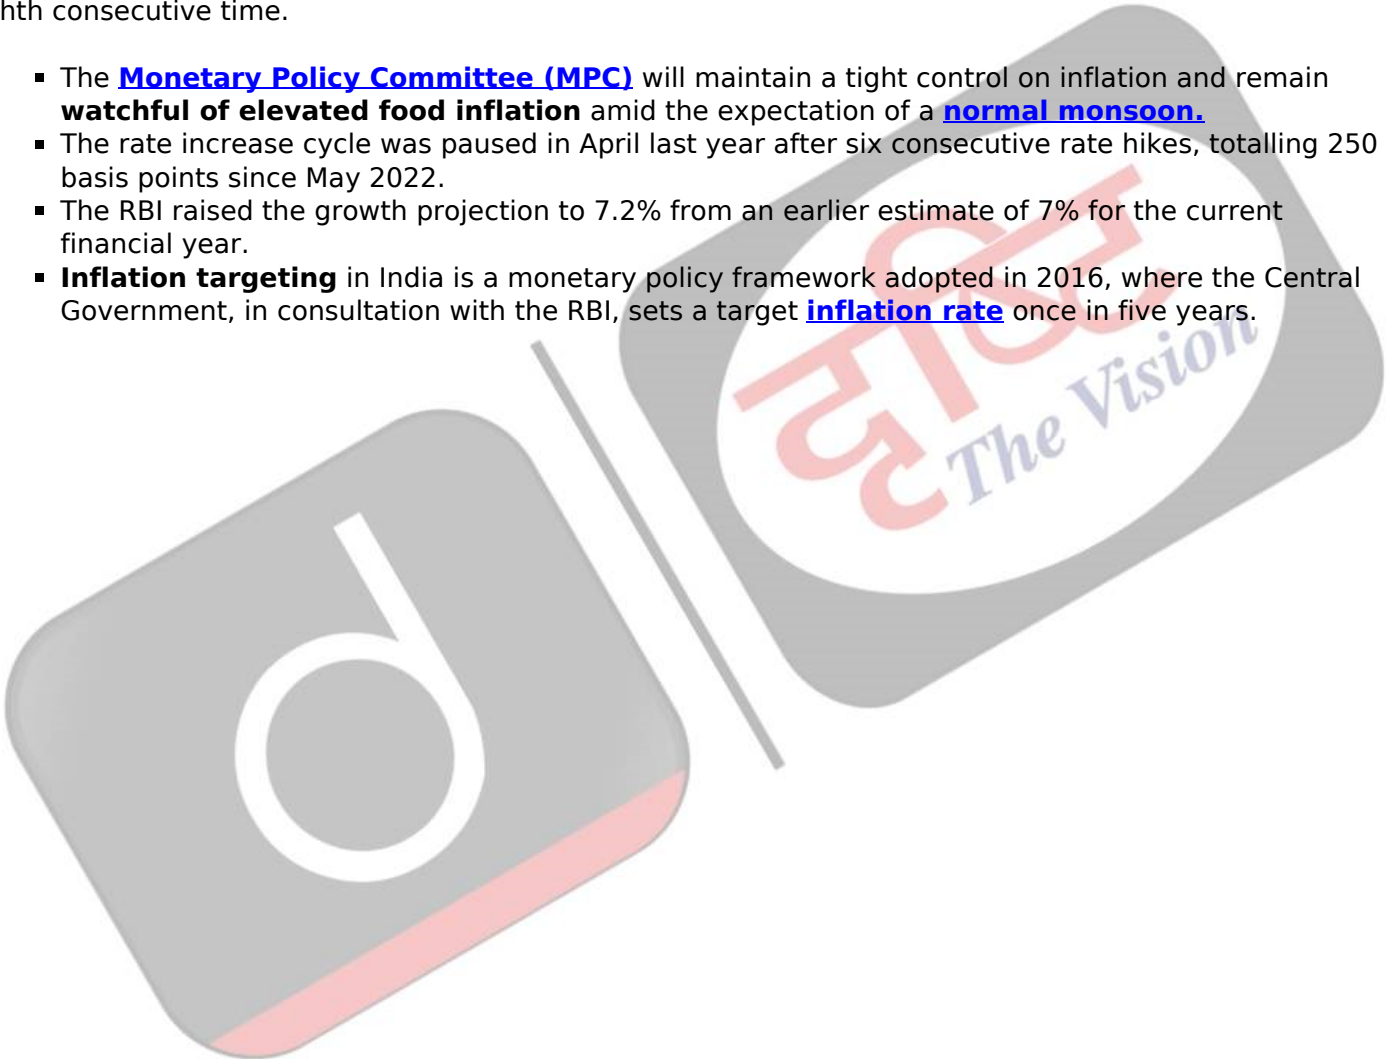 hth consecutive time.
▪ The Monetary Policy Committee (MPC) will maintain a tight control on inflation and remain
watchful of elevated food inflation amid the expectation of a normal monsoon.
▪ The rate increase cycle was paused in April last year after six consecutive rate hikes, totalling 250
basis points since May 2022.
▪ The RBI raised the growth projection to 7.2% from an earlier estimate of 7% for the current
financial year.
▪ Inflation targeting in India is a monetary policy framework adopted in 2016, where the Central
Government, in consultation with the RBI, sets a target inflation rate once in five years.
दृष्टि
The Vision
d